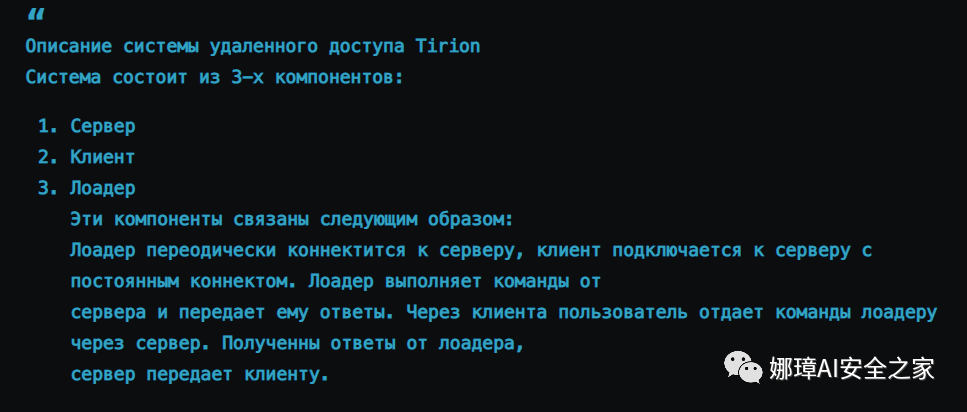 “
Описание системы удаленного доступа Tirion
Система состоит из 3-х компонентов:
1. Сервер
2. Клиент
3. Лоадер
Эти компоненты связаны следующим образом:
Лоадер переодически коннектится к серверу, клиент подключается к серверу с
постоянным коннектом. Лоадер выполняет команды от
сервера и передает ему ответы. Через клиента пользователь отдает команды лоадеру
через сервер. Полученны ответы от лоадера,
сервер передает клиенту.
娜璋AI安全之家